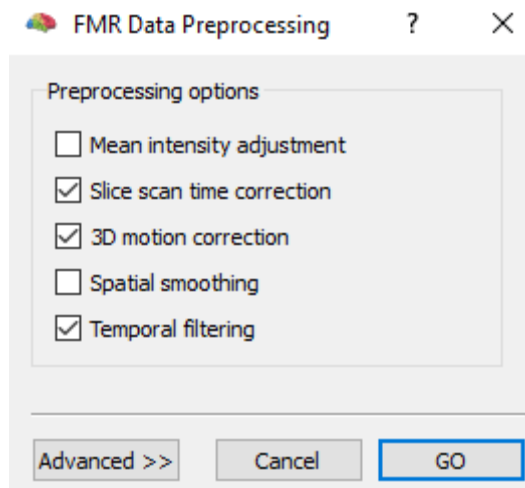 FMR Data Preprocessing ?
Preprocessing options
Mean intensity adjustment
Slice scan time correction
3D motion correction
Spatial smoothing
Temporal filtering
Advanced >> Cancel GO